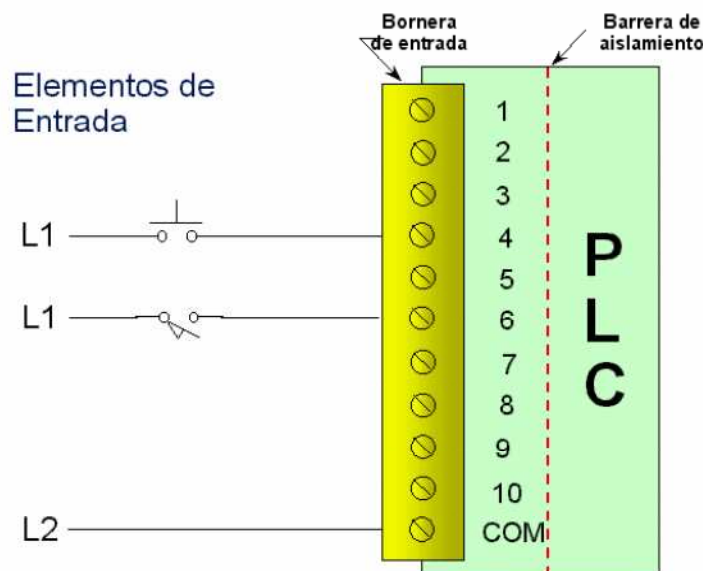 Bornera
de entrada
Barrera de
aislamiento
Elementos de
Entrada
1
2
3
L1
4
5
L1
6
7
8
9
10
L2
COM
PLC